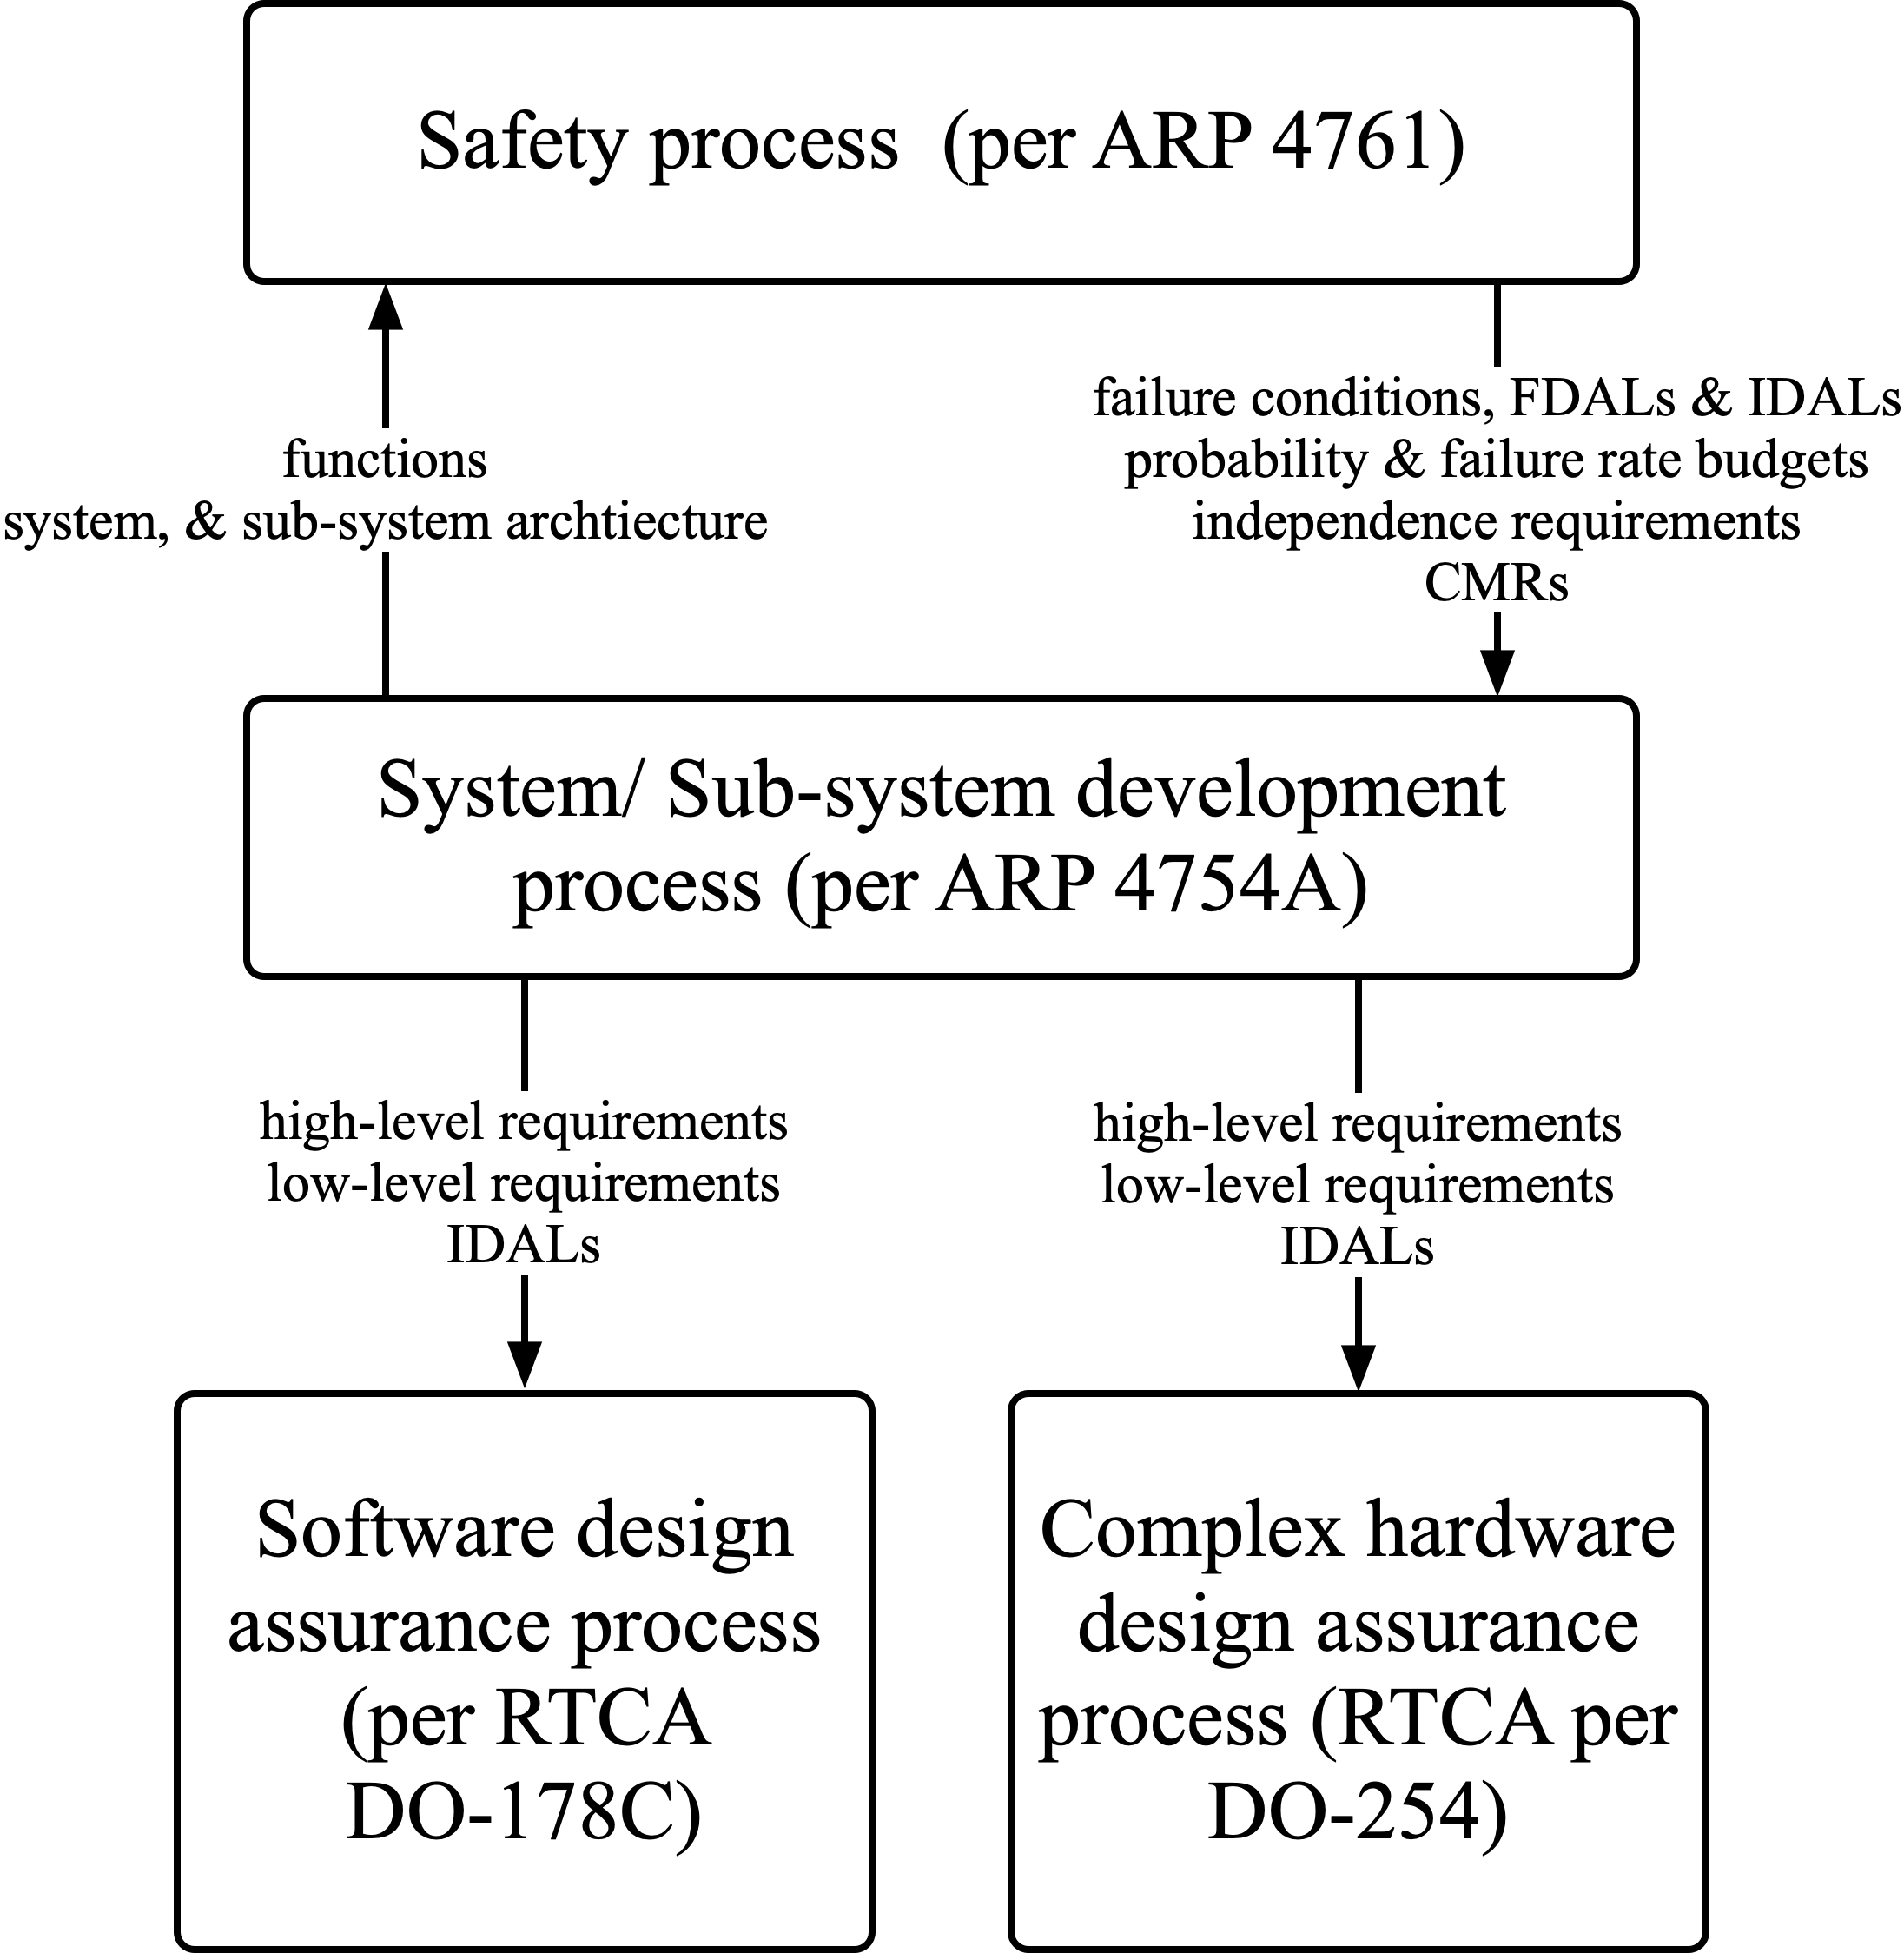 Safety process (per ARP 4761)
functions
system, & sub-system archtiecture
failure conditions, FDALs & IDALs
probability & failure rate budgets
independence requirements
CMRs
System/ Sub-system development
process (per ARP 4754A)
high-level requirements
low-level requirements
IDALs
high-level requirements
low-level requirements
IDALs
Software design
assurance process
(per RTCA
DO-178C)
Complex hardware
design assurance
process (RTCA per
DO-254)